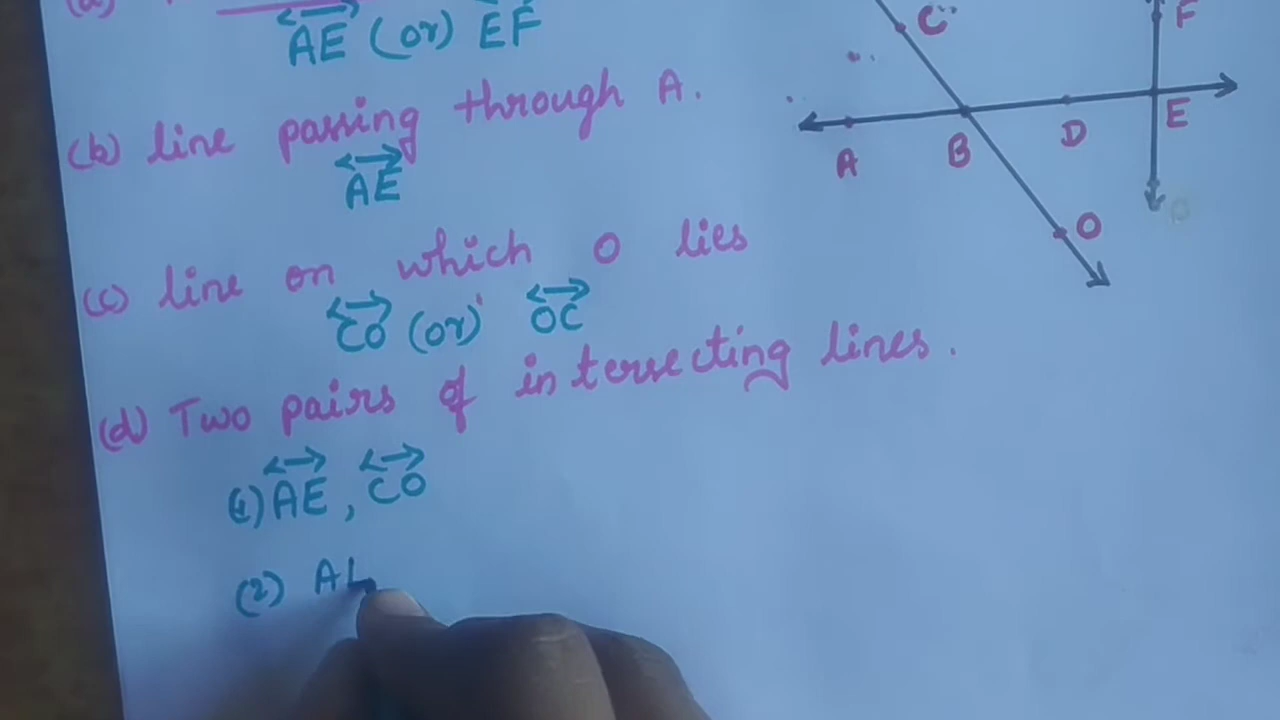 (a)
AE (or) EF
(b) line passing through A.
AE
(c) line on which O lies
CO (or) OC
(d) Two pairs of intersecting lines.
(1) AE, CO
(2) A
C
F
A
B
D
E
O